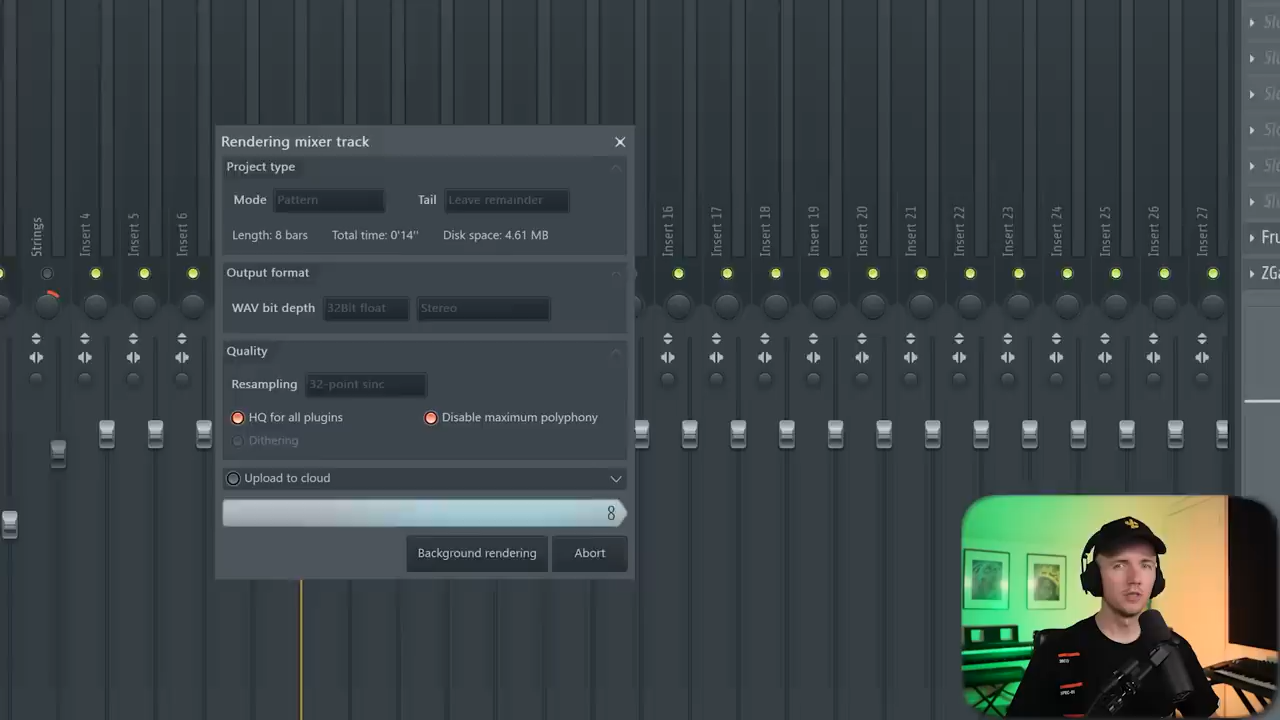 Rendering mixer track
Project type
Mode Pattern Tail Leave remainder
Length: 8 bars Total time: 0'14" Disk space: 4.61 MB
Output format
WAV bit depth 32Bit float Stereo
Quality
Resampling 32-point sinc
HQ for all plugins Disable maximum polyphony
Dithering
Upload to cloud
8
Background rendering Abort
Strings
Insert 4
Insert 5
Insert 6
Insert 16
Insert 17
Insert 18
Insert 19
Insert 20
Insert 21
Insert 22
Insert 23
Insert 24
Insert 25
Insert 26
Insert 27